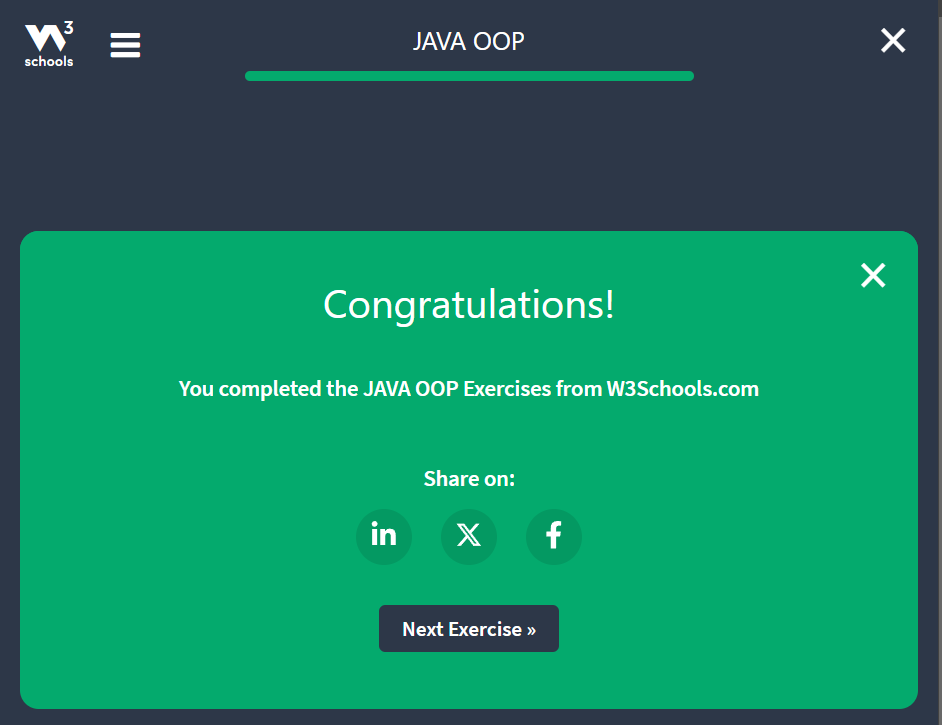 W3
schools
JAVA OOP
Congratulations!
You completed the JAVA OOP Exercises from W3Schools.com
Share on:
in
X
f
Next Exercise »